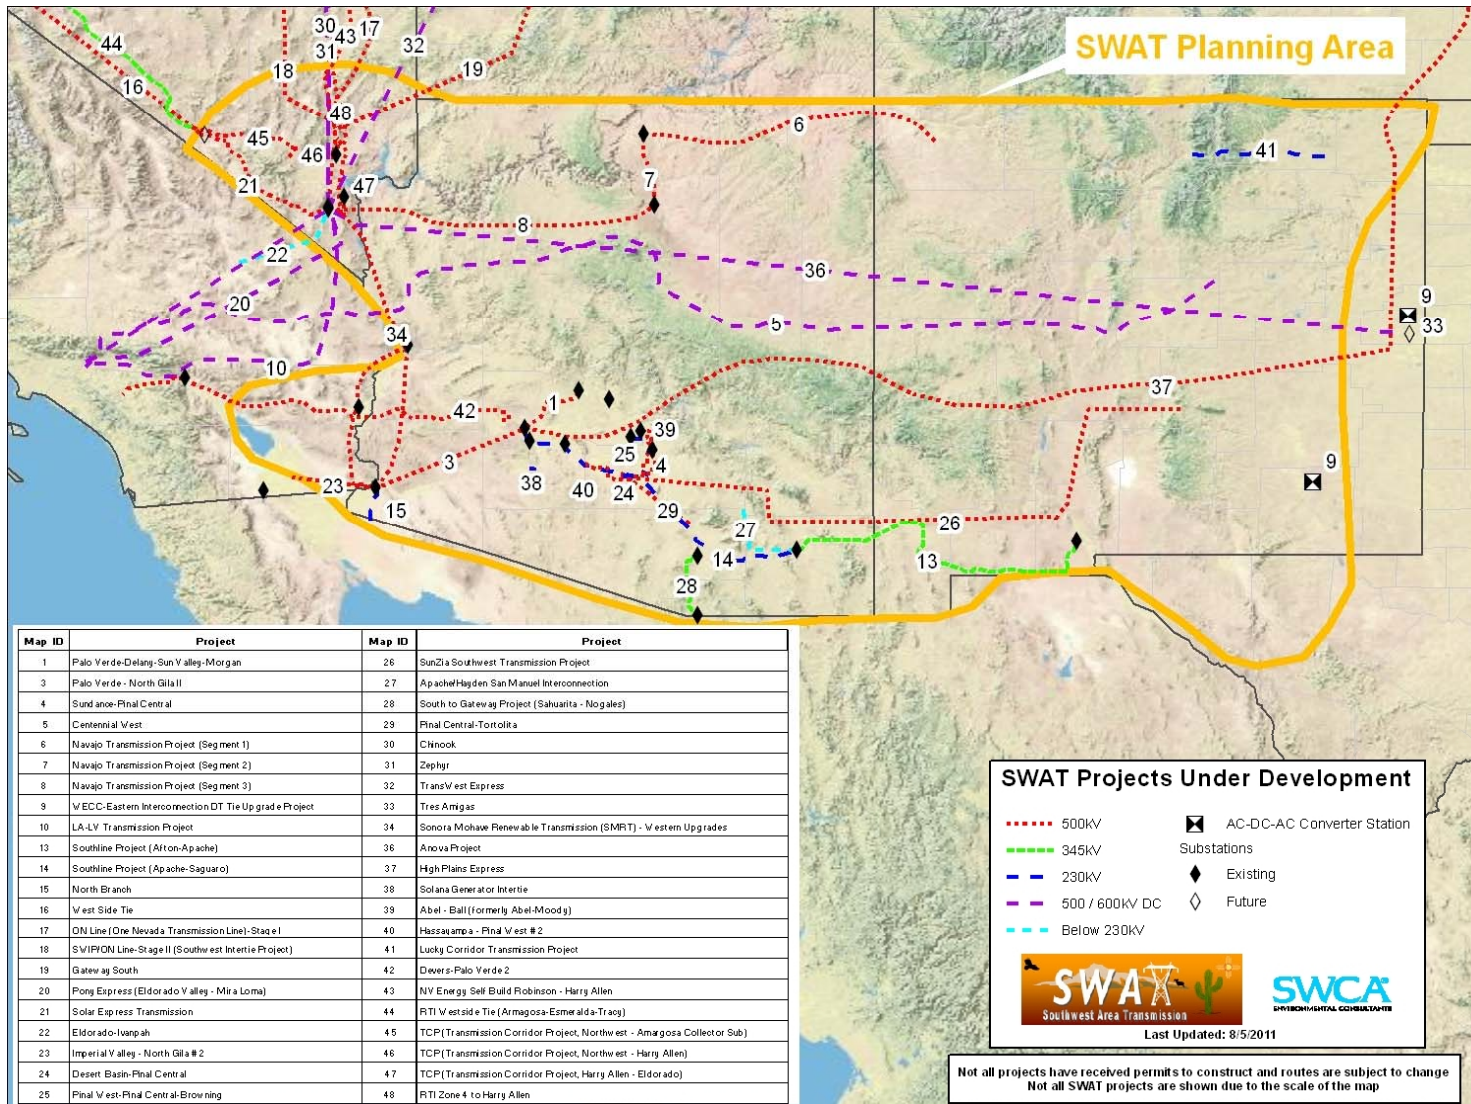 SWAT Planning Area
44
30
43
17
31
32
16
18
19
48
45
46
6
41
47
7
21
8
22
36
20
5
9
33
34
10
37
42
1
39
25
3
4
9
38
40
24
23
29
15
27
26
14
13
28
Map ID Project Map ID Project
1 Palo Verde-Delany-Sun Valley-Morgan 26 SunZia Southwest Transmission Project
3 Palo Verde - North Gila II 27 Apache/Hayden San Manuel Interconnection
4 Sundance-Pinal Central 28 South to Gateway Project (Sahuarita - Nogales)
5 Centennial West 29 Pinal Central-Tortolita
6 Navajo Transmission Project (Segment 1) 30 Chinook
7 Navajo Transmission Project (Segment 2) 31 Zephyr
8 Navajo Transmission Project (Segment 3) 32 TransWest Express
9 WECC-Eastern Interconnection DT Tie Upgrade Project 33 Tres Amigas
10 LA-LV Transmission Project 34 Sonora Mohave Renewable Transmission (SMRT) - Western Upgrades
13 Southline Project (Afton-Apache) 36 Anova Project
14 Southline Project (Apache-Saguaro) 37 High Plains Express
15 North Branch 38 Solana Generator Intertie
16 West Side Tie 39 Abel - Ball (formerly Abel-Moody)
17 ON Line (One Nevada Transmission Line)-Stage I 40 Hassayampa - Pinal West # 2
18 SWIP/ON Line-Stage II (Southwest Intertie Project) 41 Lucky Corridor Transmission Project
19 Gateway South 42 Devers-Palo Verde 2
20 Pony Express (Eldorado Valley - Mira Loma) 43 NV Energy Self Build Robinson - Harry Allen
21 Solar Express Transmission 44 RTI Westside Tie (Armagosa-Esmeralda-Tracy)
22 Eldorado-Ivanpah 45 TCP (Transmission Corridor Project, Northwest - Amargosa Collector Sub)
23 Imperial Valley - North Gila # 2 46 TCP (Transmission Corridor Project, Northwest - Harry Allen)
24 Desert Basin-Pinal Central 47 TCP (Transmission Corridor Project, Harry Allen - Eldorado)
25 Pinal West-Pinal Central-Browning 48 RTI Zone 4 to Harry Allen
SWAT Projects Under Development
500kV AC-DC-AC Converter Station
345kV Substations
230kV Existing
500 / 600kV DC Future
Below 230kV
SWAT
Southwest Area Transmission
SWCA
ENVIRONMENTAL CONSULTANTS
Last Updated: 8/5/2011
Not all projects have received permits to construct and routes are subject to change
Not all SWAT projects are shown due to the scale of the map